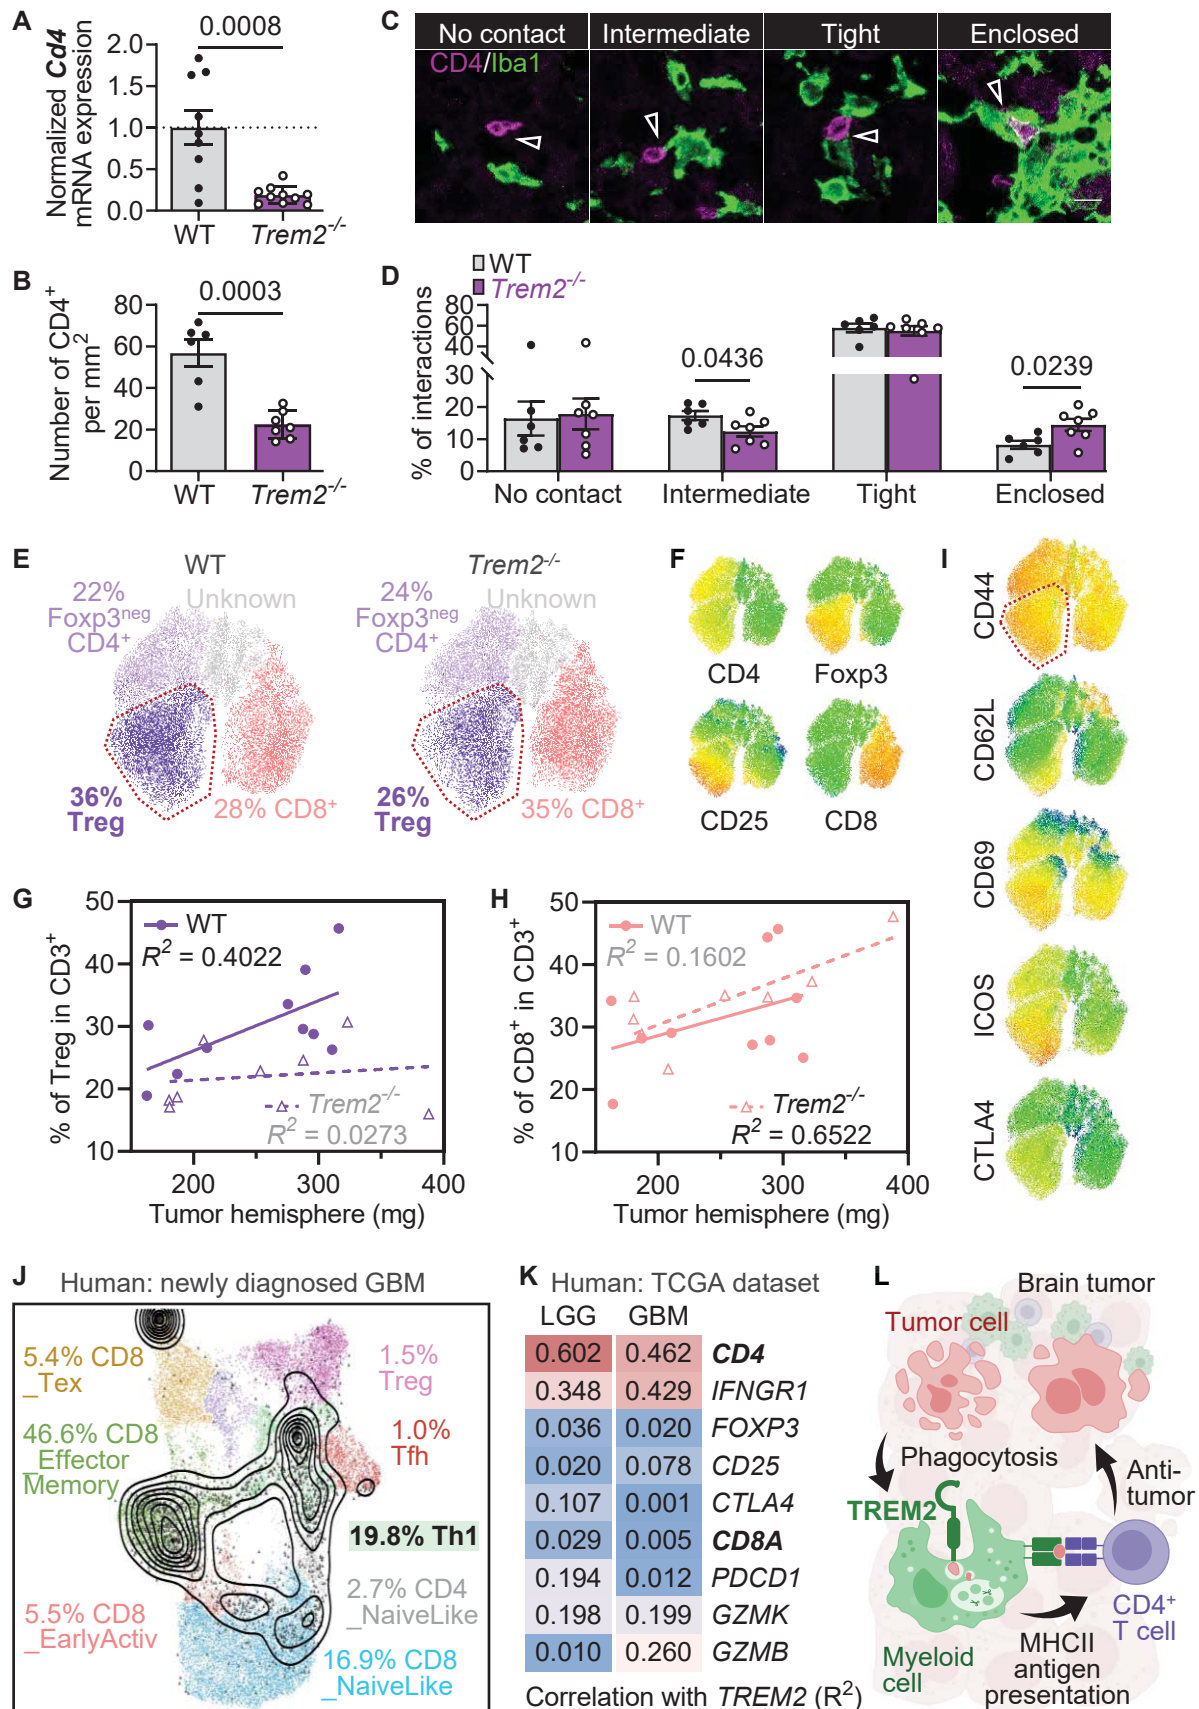 A
Normalized Cd4
mRNA expression
2.0
1.5
1.0
0.5
0.0
0.0008
WT
Trem2-/-
B
Number of CD4+
per mm2
80
60
40
20
0
0.0003
WT
Trem2-/-
C
No contact
Intermediate
Tight
Enclosed
CD4/Iba1
D
WT
Trem2-/-
% of interactions
80
60
40
30
20
10
0
0.0436
0.0239
No contact
Intermediate
Tight
Enclosed
E
WT
22%
Foxp3neg
CD4+
Unknown
36%
Treg
28% CD8+
Trem2-/-
24%
Foxp3neg
CD4+
Unknown
26%
Treg
35% CD8+
F
CD4
Foxp3
CD25
CD8
I
CD44
CD62L
CD69
ICOS
CTLA4
G
% of Treg in CD3+
50
40
30
20
10
WT
R2 = 0.4022
Trem2-/-
R2 = 0.0273
200
300
400
Tumor hemisphere (mg)
H
% of CD8+ in CD3+
50
40
30
20
10
WT
R2 = 0.1602
Trem2-/-
R2 = 0.6522
200
300
400
Tumor hemisphere (mg)
J
Human: newly diagnosed GBM
5.4% CD8
_Tex
1.5%
Treg
46.6% CD8
_Effector
Memory
1.0%
Tfh
19.8% Th1
2.7% CD4
_NaiveLike
5.5% CD8
_EarlyActiv
16.9% CD8
_NaiveLike
K
Human: TCGA dataset
LGG GBM
0.602 0.462 CD4
0.348 0.429 IFNGR1
0.036 0.020 FOXP3
0.020 0.078 CD25
0.107 0.001 CTLA4
0.029 0.005 CD8A
0.194 0.012 PDCD1
0.198 0.199 GZMK
0.010 0.260 GZMB
Correlation with TREM2 (R2)
L
Brain tumor
Tumor cell
Phagocytosis
Anti-
tumor
TREM2
CD4+
T cell
Myeloid
cell
MHCII
antigen
presentation